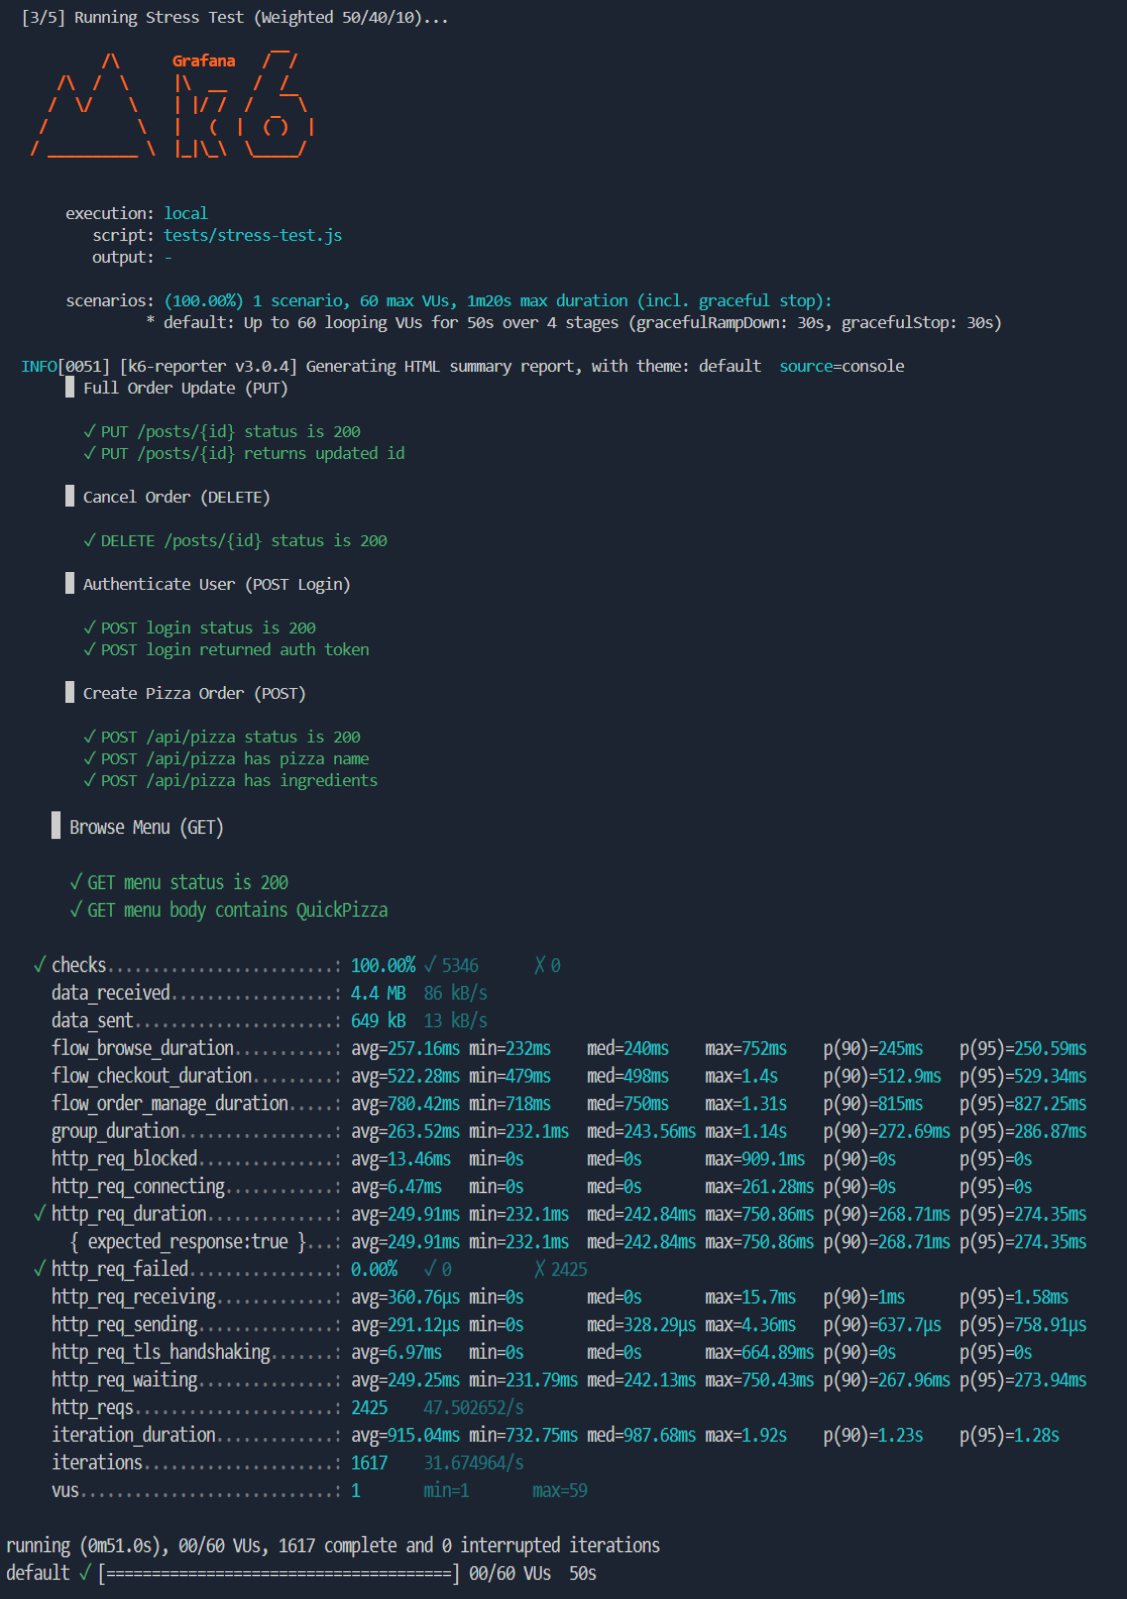 [3/5] Running Stress Test (Weighted 50/40/10)...
Grafana
k6
execution: local
script: tests/stress-test.js
output: -
scenarios: (100.00%) 1 scenario, 60 max VUs, 1m20s max duration (incl. graceful stop):
* default: Up to 60 looping VUs for 50s over 4 stages (gracefulRampDown: 30s, gracefulStop: 30s)
INFO[0051] [k6-reporter v3.0.4] Generating HTML summary report, with theme: default  source=console
█ Full Order Update (PUT)
✓ PUT /posts/{id} status is 200
✓ PUT /posts/{id} returns updated id
█ Cancel Order (DELETE)
✓ DELETE /posts/{id} status is 200
█ Authenticate User (POST Login)
✓ POST login status is 200
✓ POST login returned auth token
█ Create Pizza Order (POST)
✓ POST /api/pizza status is 200
✓ POST /api/pizza has pizza name
✓ POST /api/pizza has ingredients
█ Browse Menu (GET)
✓ GET menu status is 200
✓ GET menu body contains QuickPizza
✓ checks.........................: 100.00% ✓ 5346 ✗ 0
data_received..................: 4.4 MB 86 kB/s
data_sent......................: 649 kB 13 kB/s
flow_browse_duration...........: avg=257.16ms min=232ms med=240ms max=752ms p(90)=245ms p(95)=250.59ms
flow_checkout_duration.........: avg=522.28ms min=479ms med=498ms max=1.4s p(90)=512.9ms p(95)=529.34ms
flow_order_manage_duration.....: avg=780.42ms min=718ms med=750ms max=1.31s p(90)=815ms p(95)=827.25ms
group_duration.................: avg=263.52ms min=232.1ms med=243.56ms max=1.14s p(90)=272.69ms p(95)=286.87ms
http_req_blocked...............: avg=13.46ms min=0s med=0s max=909.1ms p(90)=0s p(95)=0s
http_req_connecting............: avg=6.47ms min=0s med=0s max=261.28ms p(90)=0s p(95)=0s
✓ http_req_duration..............: avg=249.91ms min=232.1ms med=242.84ms max=750.86ms p(90)=268.71ms p(95)=274.35ms
{ expected_response:true }...: avg=249.91ms min=232.1ms med=242.84ms max=750.86ms p(90)=268.71ms p(95)=274.35ms
✓ http_req_failed................: 0.00% ✓ 0 ✗ 2425
http_req_receiving.............: avg=360.76µs min=0s med=0s max=15.7ms p(90)=1ms p(95)=1.58ms
http_req_sending...............: avg=291.12µs min=0s med=328.29µs max=4.36ms p(90)=637.7µs p(95)=758.91µs
http_req_tls_handshaking.......: avg=6.97ms min=0s med=0s max=664.89ms p(90)=0s p(95)=0s
http_req_waiting...............: avg=249.25ms min=231.79ms med=242.13ms max=750.43ms p(90)=267.96ms p(95)=273.94ms
http_reqs......................: 2425 47.502652/s
iteration_duration.............: avg=915.04ms min=732.75ms med=987.68ms max=1.92s p(90)=1.23s p(95)=1.28s
iterations.....................: 1617 31.674964/s
vus............................: 1 min=1 max=59
running (0m51.0s), 00/60 VUs, 1617 complete and 0 interrupted iterations
default ✓ [======================================] 00/60 VUs  50s